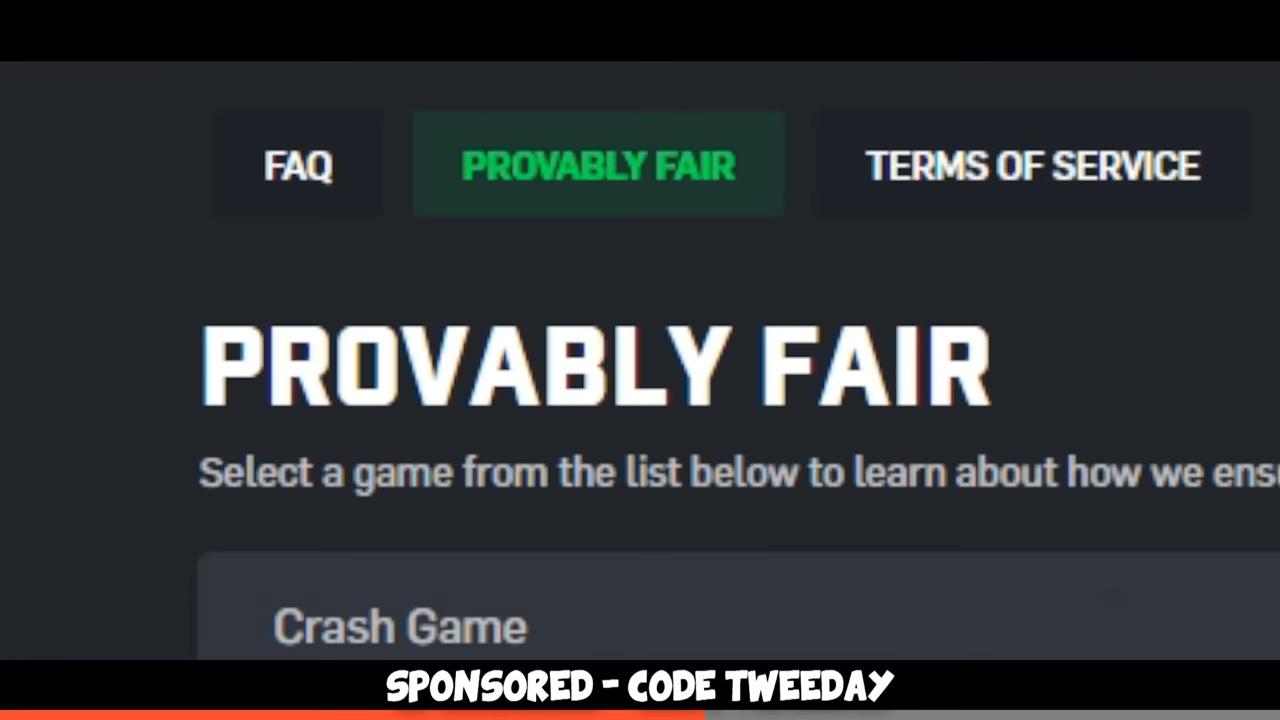 FAQ PROVABLY FAIR TERMS OF SERVICE
PROVABLY FAIR
Select a game from the list below to learn about how we
Crash Game
SPONSORED - CODE TWEEDAY